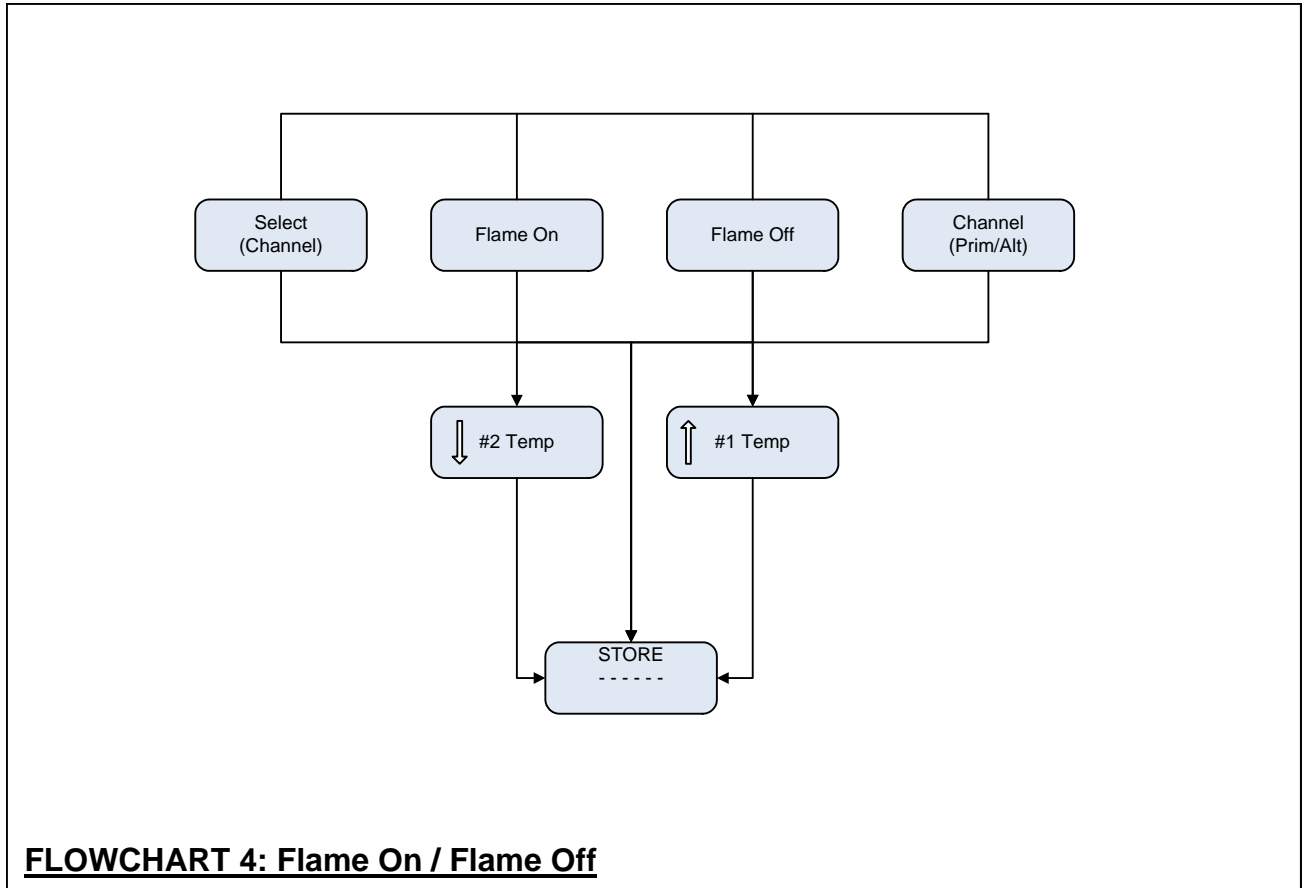 Select
(Channel)
Flame On
Flame Off
Channel
(Prim/Alt)
#2 Temp
#1 Temp
STORE
- - - - - -
FLOWCHART 4: Flame On / Flame Off